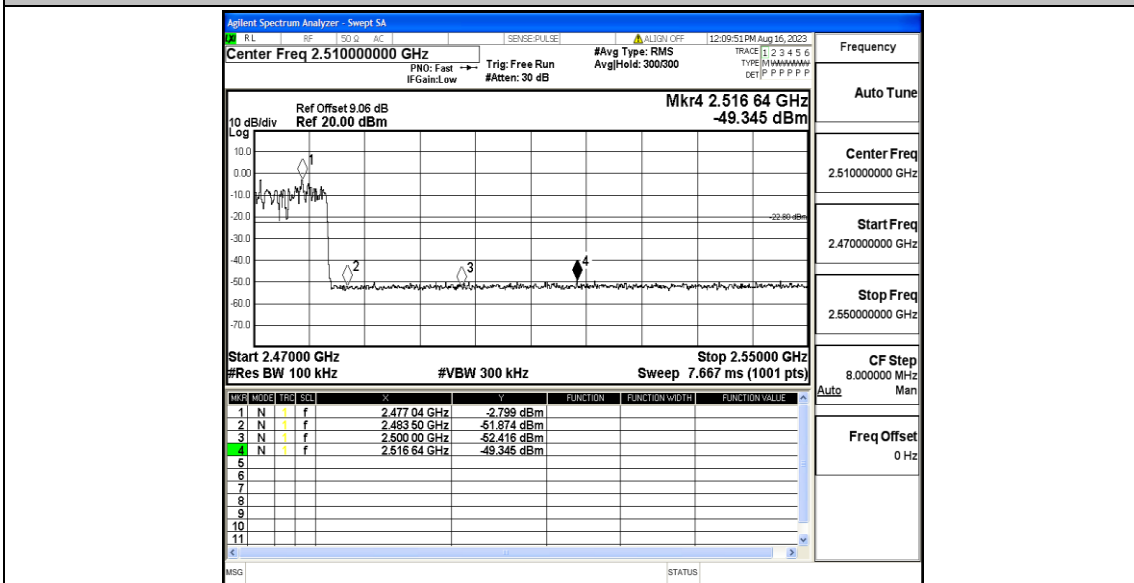 Agilent Spectrum Analyzer - Swept SA
RL RF 50 Ω AC SENSE:PULSE ALIGN OFF 12:09:51 PM Aug 16, 2023
Center Freq 2.510000000 GHz
PNO: Fast
IFGain:Low
Trig: Free Run
#Atten: 30 dB
#Avg Type: RMS
Avg|Hold: 300/300
TRACE 1 2 3 4 5 6
TYPE M
DET P P P P P P
Frequency
Auto Tune
Center Freq
2.510000000 GHz
Start Freq
2.470000000 GHz
Stop Freq
2.550000000 GHz
CF Step
8.000000 MHz
Auto Man
Freq Offset
0 Hz
Mkr4 2.516 64 GHz
-49.345 dBm
Ref Offset 9.06 dB
10 dB/div Ref 20.00 dBm
Log
10.0
0.00
-10.0
-20.0
-30.0
-40.0
-50.0
-60.0
-70.0
1
2
3
4
-22.80 dBm
Start 2.47000 GHz Stop 2.55000 GHz
#Res BW 100 kHz #VBW 300 kHz Sweep 7.667 ms (1001 pts)
MKR MODE TRC SCL X Y FUNCTION FUNCTION WIDTH FUNCTION VALUE
1 N 1 f 2.477 04 GHz -2.799 dBm
2 N 1 f 2.483 50 GHz -51.874 dBm
3 N 1 f 2.500 00 GHz -52.416 dBm
4 N 1 f 2.516 64 GHz -49.345 dBm
5
6
7
8
9
10
11
MSG STATUS